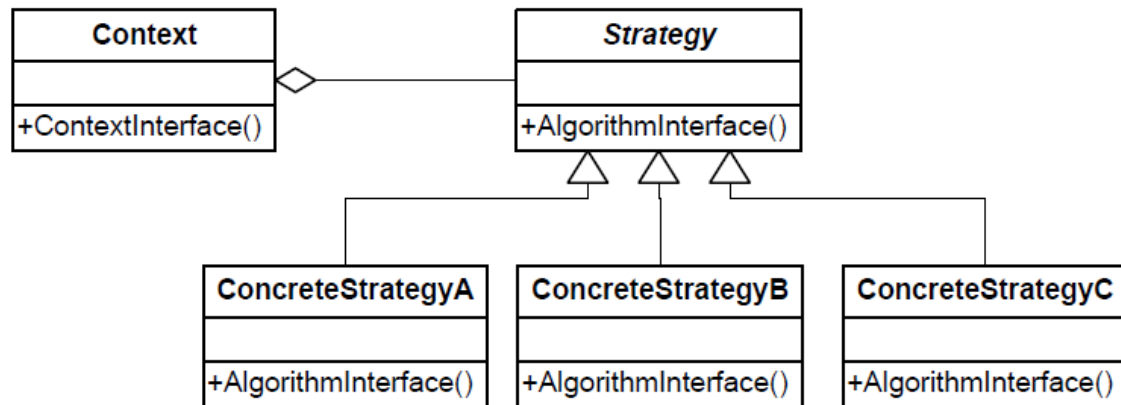 Context
+ContextInterface()
Strategy
+AlgorithmInterface()
ConcreteStrategyA
+AlgorithmInterface()
ConcreteStrategyB
+AlgorithmInterface()
ConcreteStrategyC
+AlgorithmInterface()